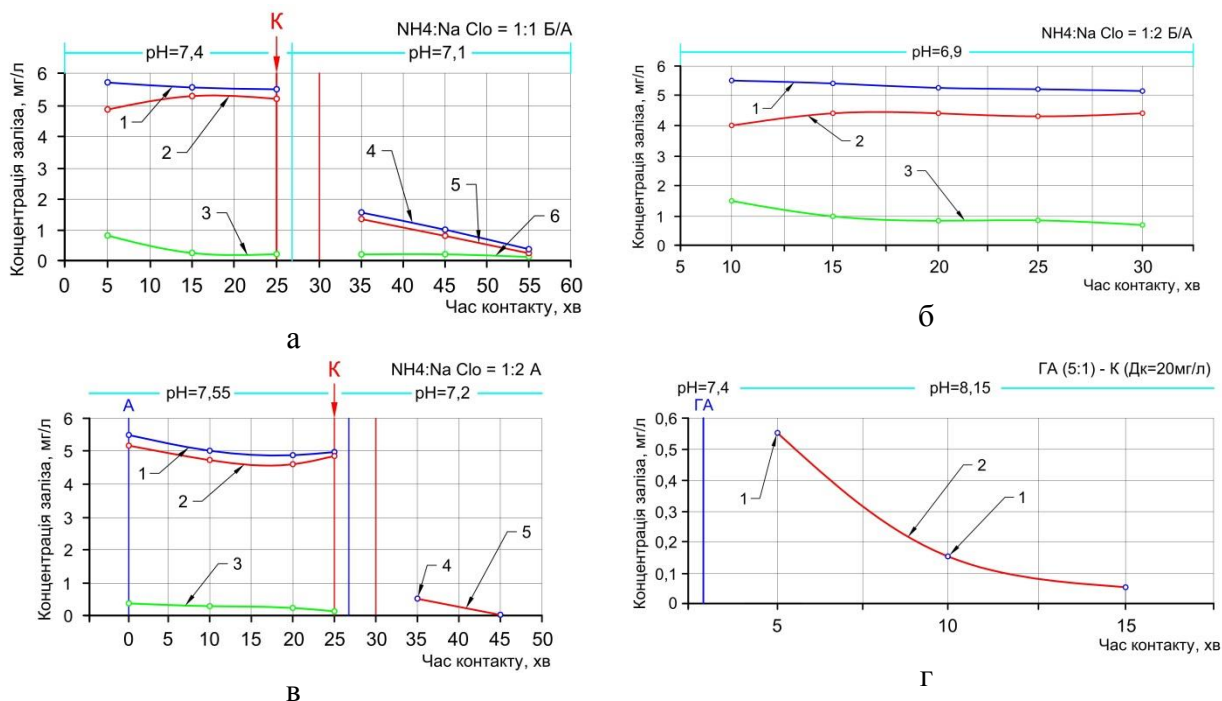 К
NH4:Na Clo = 1:1 Б/А
pH=7,4
pH=7,1
Концентрація заліза, мг/л
6
5
4
3
2
1
0
1
2
3
4
5
6
0 5 10 15 20 25 30 35 40 45 50 55 60
Час контакту, хв
а
NH4:Na Clo = 1:2 Б/А
pH=6,9
Концентрація заліза, мг/л
6
5
4
3
2
1
0
1
2
3
5 10 15 20 25 30
Час контакту, хв
б
К
NH4:Na Clo = 1:2 А
pH=7,55
pH=7,2
А
Концентрація заліза, мг/л
6
5
4
3
2
1
0
1
2
3
4
5
0 5 10 15 20 25 30 35 40 45 50
Час контакту, хв
в
ГА (5:1) - К (Дк=20мг/л)
pH=7,4
pH=8,15
ГА
Концентрація заліза, мг/л
0,6
0,5
0,4
0,3
0,2
0,1
0
1
2
1
5 10 15
Час контакту, хв
г